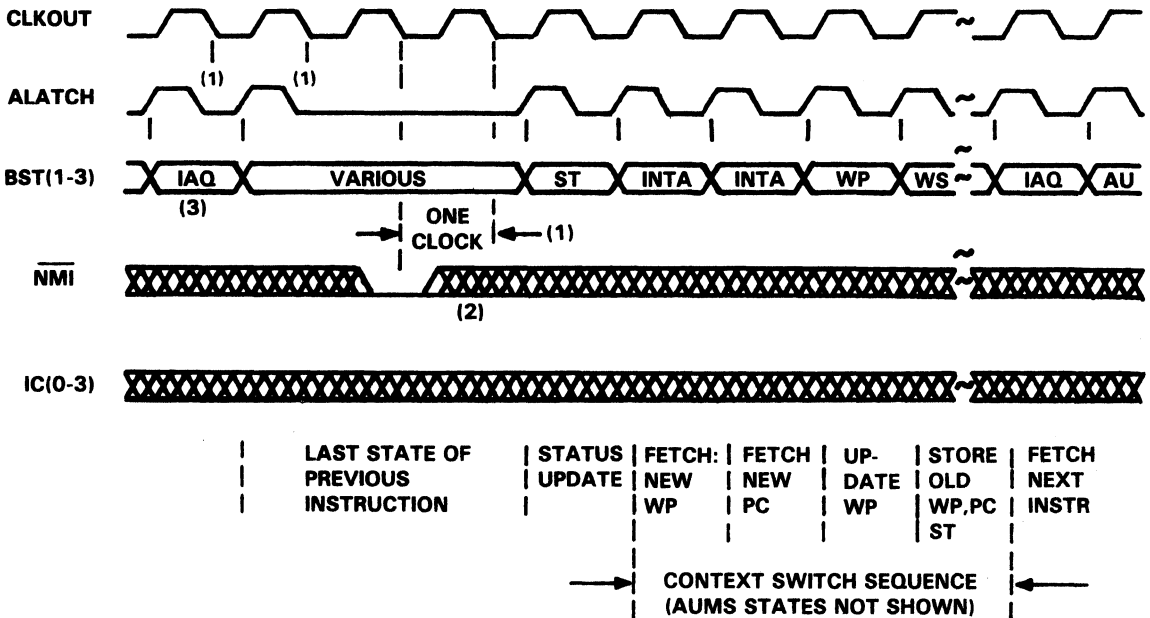 CLKOUT
(1) (1)
ALATCH
BST(1-3) IAQ VARIOUS ST INTA INTA WP WS IAQ AU
(3)
ONE
CLOCK (1)
NMI
(2)
IC(0-3)
LAST STATE OF
PREVIOUS
INSTRUCTION
STATUS
UPDATE
FETCH:
NEW
WP
FETCH
NEW
PC
UP-
DATE
WP
STORE
OLD
WP,PC
ST
FETCH
NEXT
INSTR
CONTEXT SWITCH SEQUENCE
(AUMS STATES NOT SHOWN)